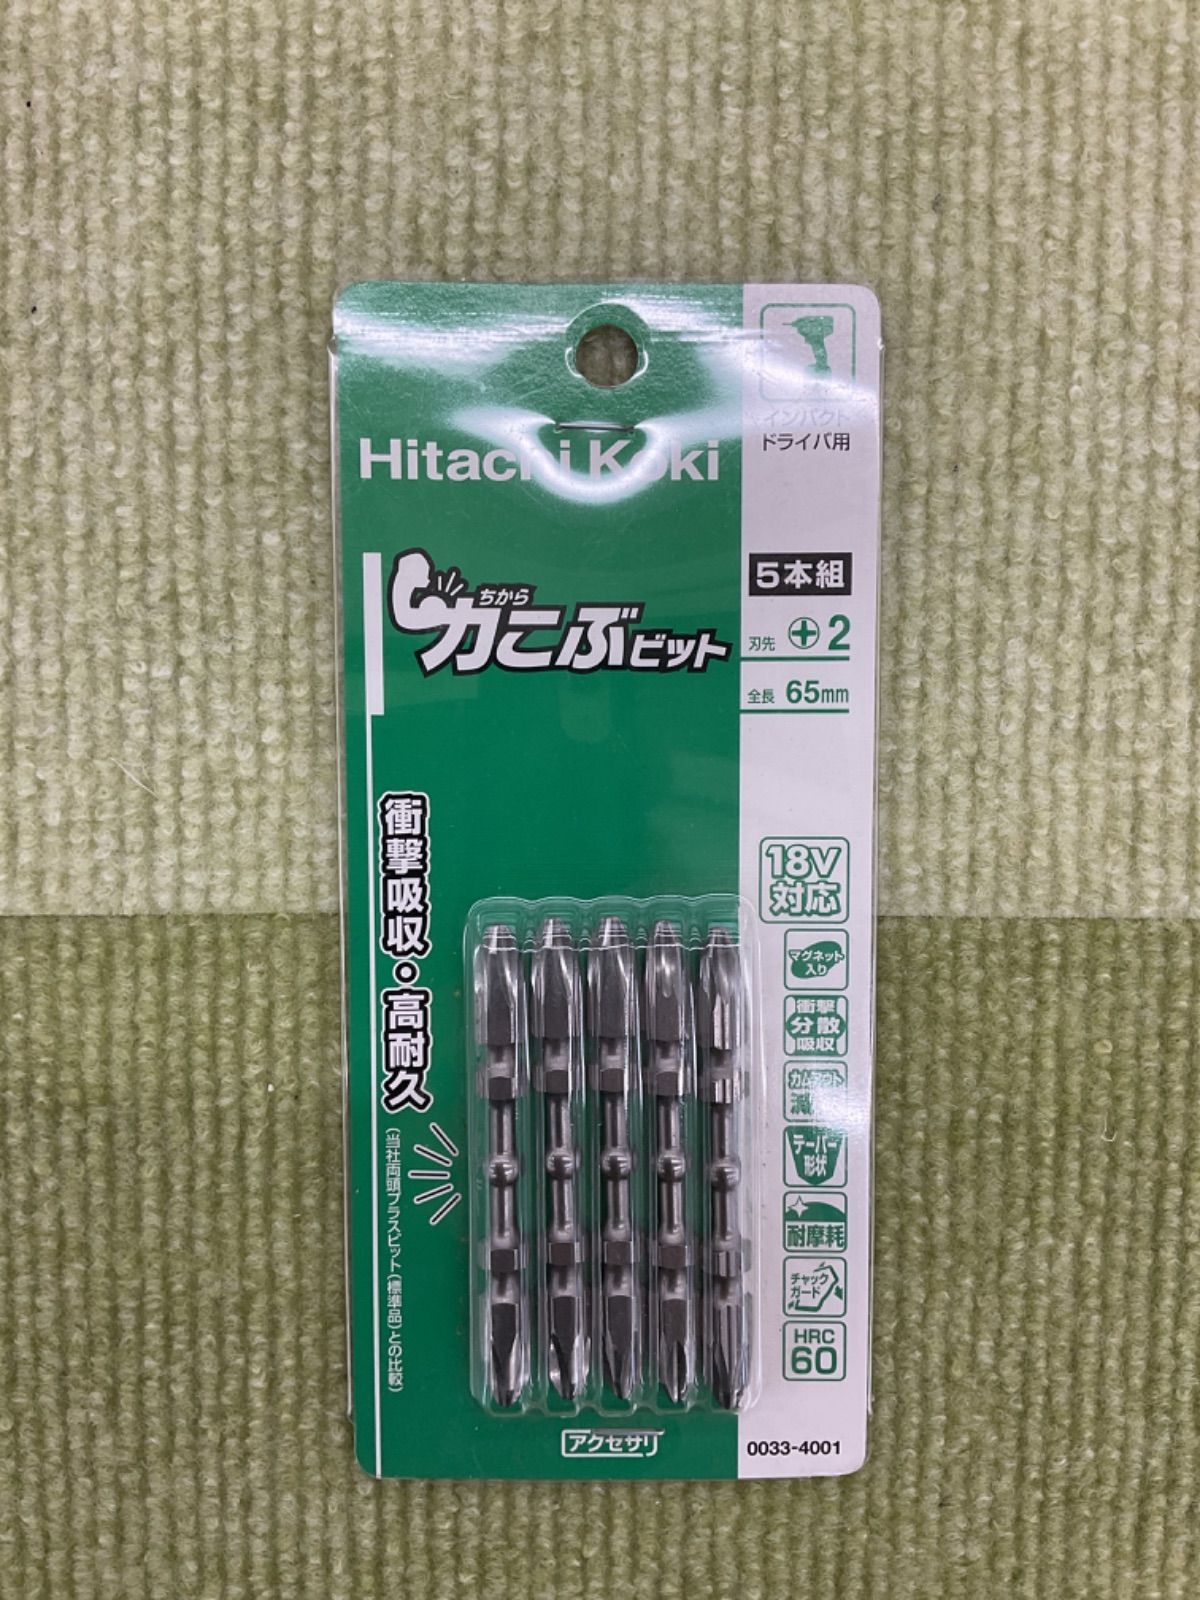 インパクト
ドライバ用
Hitachi Koki
ちから
力こぶビット
5本組
刃先 ⊕2
全長 65mm
衝撃吸収・高耐久
(当社両頭プラスビット(標準品)との比較)
18V
対応
マグネット
入り
衝撃
分散
吸収
カムアウト
テーパー
形状
耐摩耗
チャック
ガード
HRC
60
アクセサリ
0033-4001